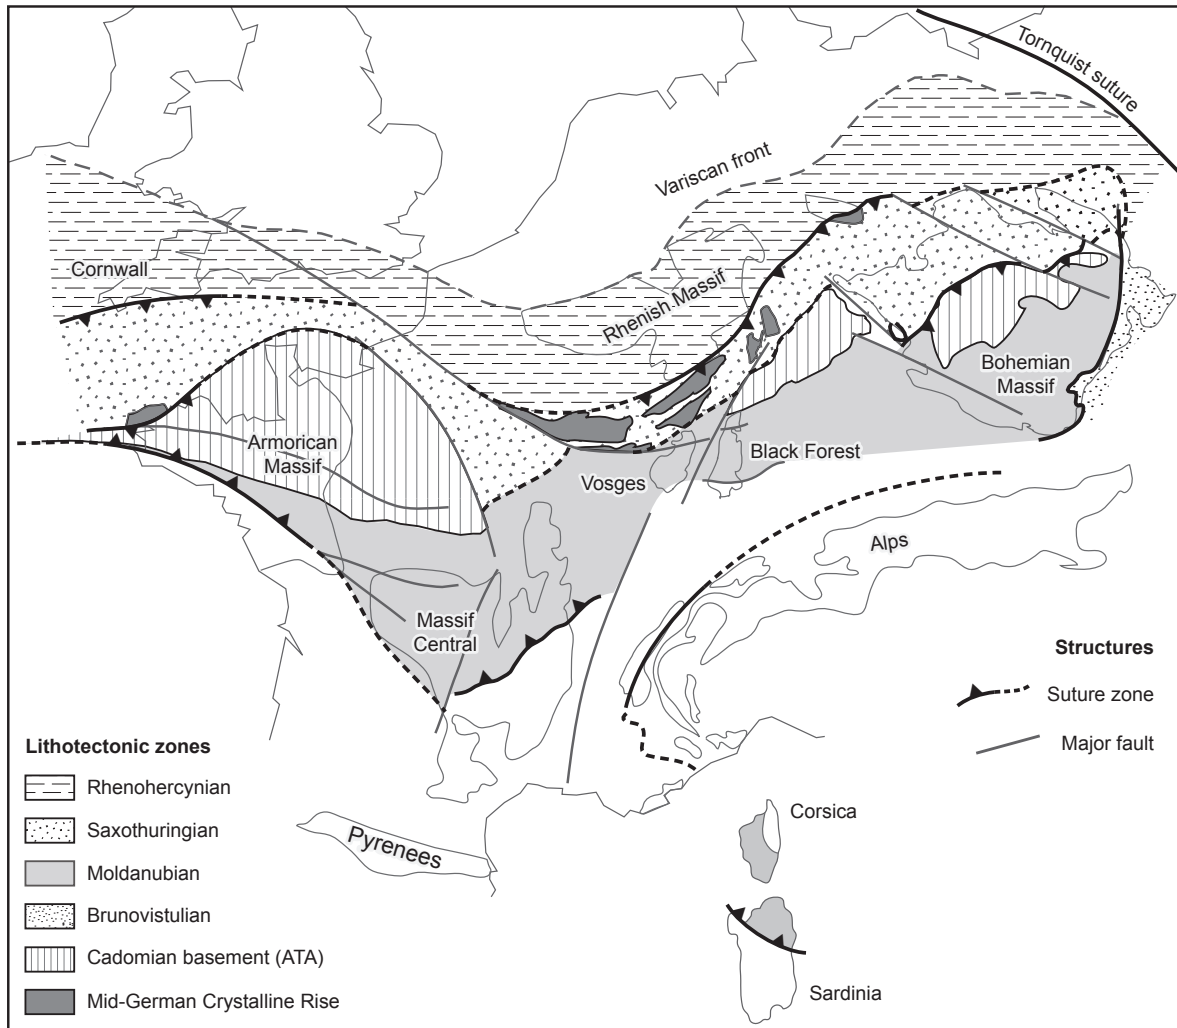 Tornquist suture
Variscan front
Cornwall
Rhenish Massif
Bohemian
Massif
Armorican
Massif
Black Forest
Vosges
Alps
Massif
Central
Structures
Suture zone
Major fault
Lithotectonic zones
Rhenohercynian
Saxothuringian
Moldanubian
Brunovistulian
Cadomian basement (ATA)
Mid-German Crystalline Rise
Pyrenees
Corsica
Sardinia